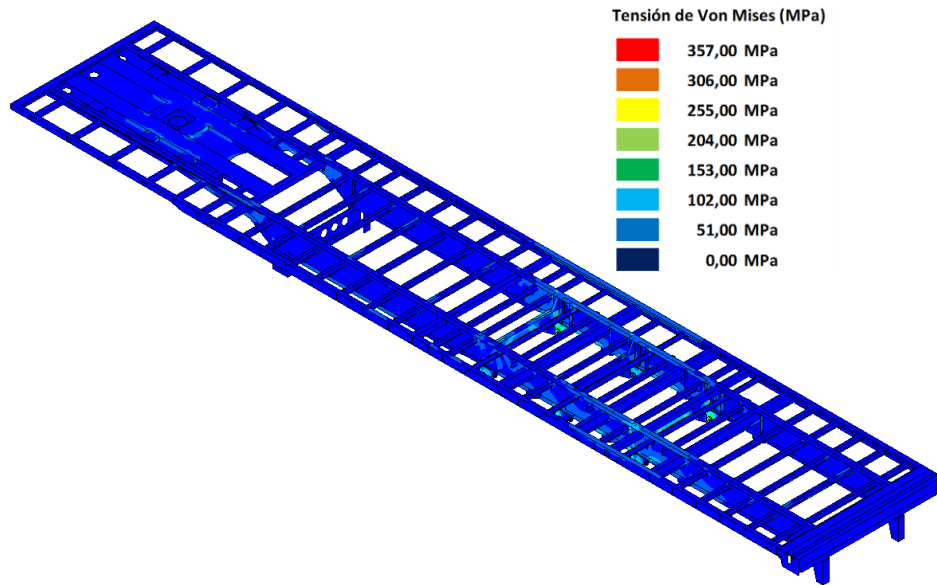 Tensión de Von Mises (MPa)
357,00 MPa
306,00 MPa
255,00 MPa
204,00 MPa
153,00 MPa
102,00 MPa
51,00 MPa
0,00 MPa